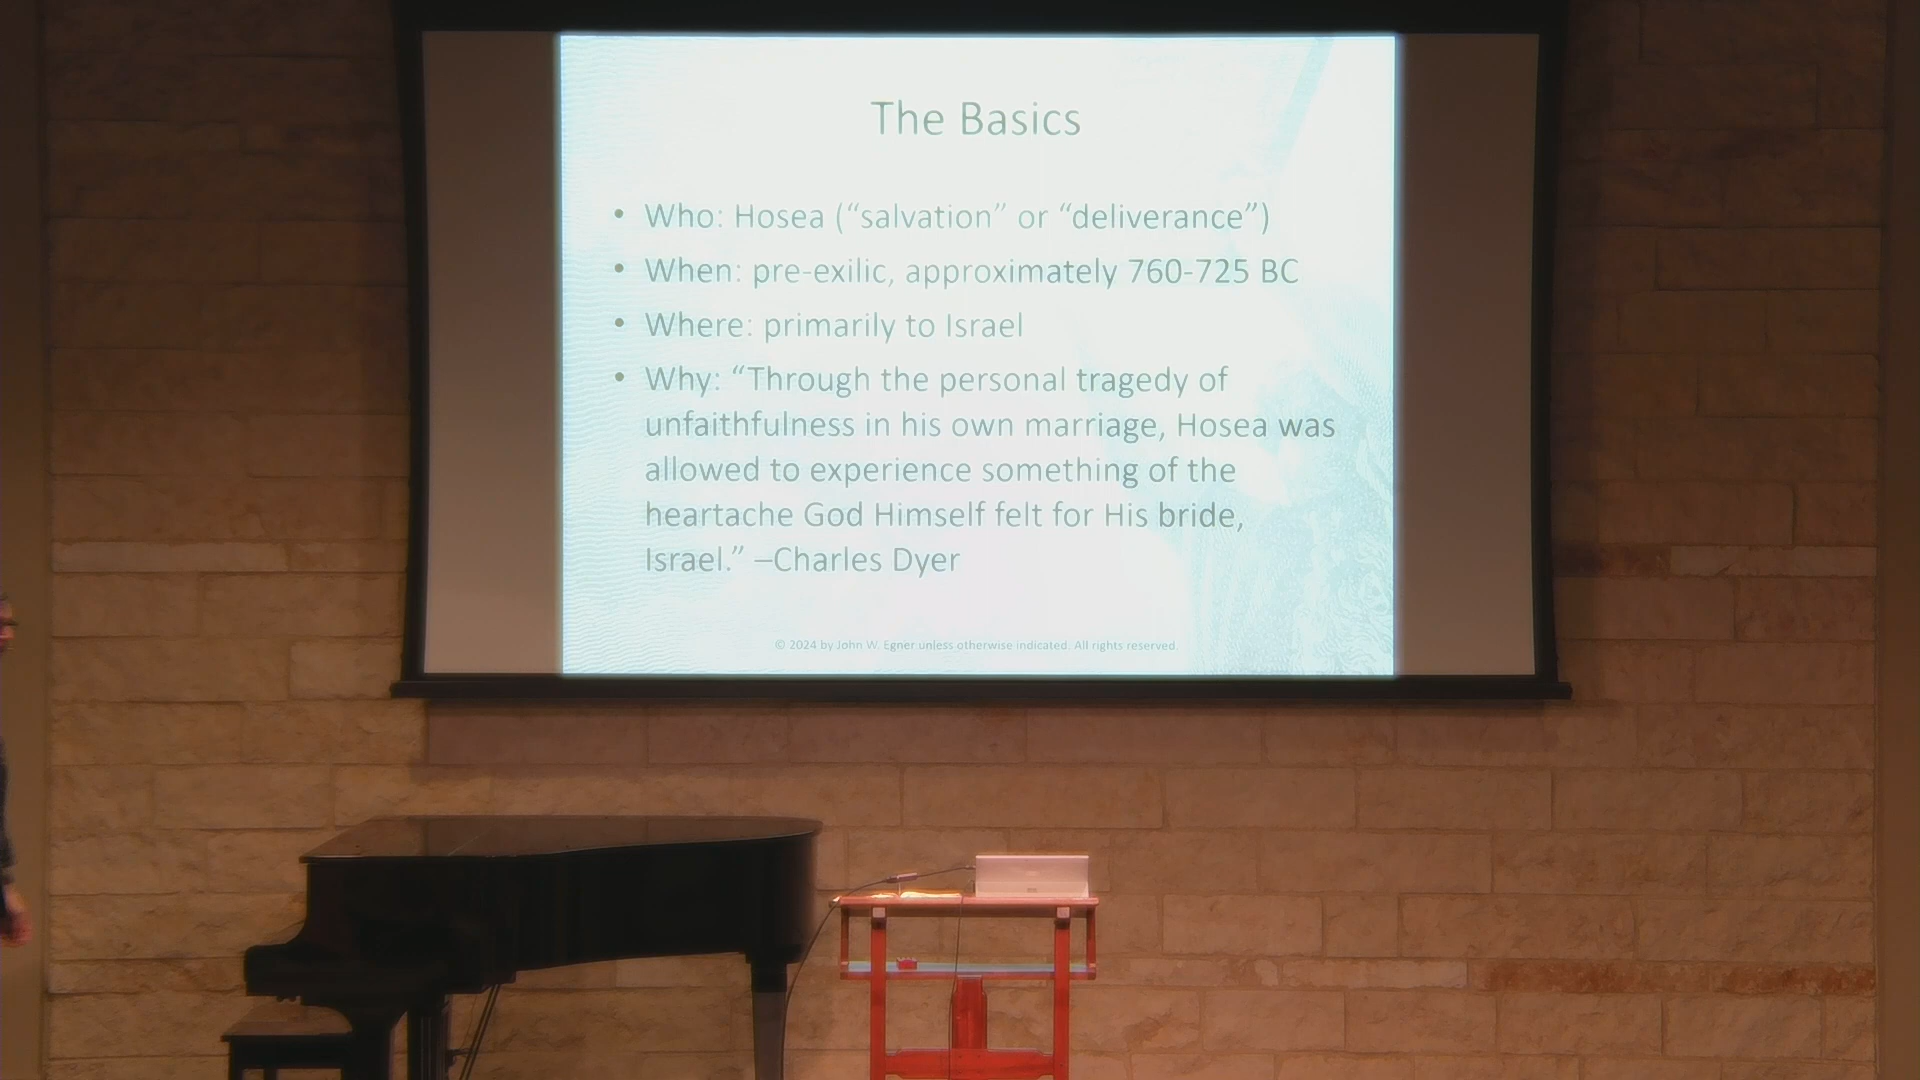 The Basics
• Who: Hosea (“salvation” or “deliverance”)
• When: pre-exilic, approximately 760-725 BC
• Where: primarily to Israel
• Why: “Through the personal tragedy of
unfaithfulness in his own marriage, Hosea was
allowed to experience something of the
heartache God Himself felt for His bride,
Israel.” –Charles Dyer
© 2024 by John W. Egner unless otherwise indicated. All rights reserved.